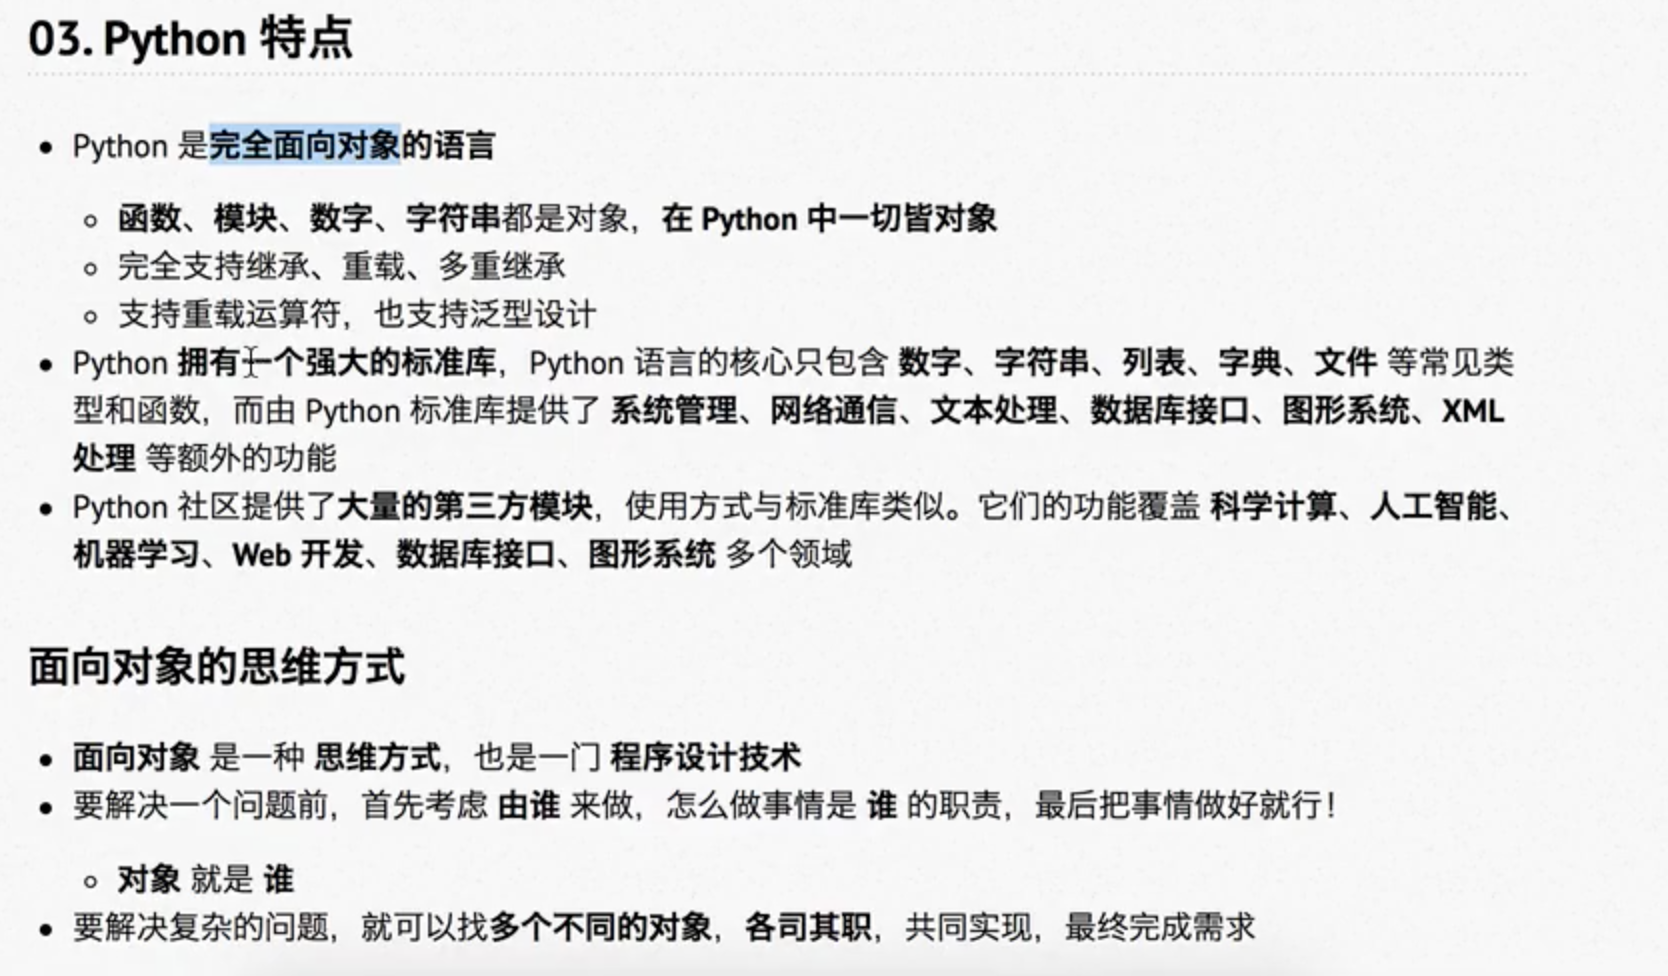 03. Python 特点
Python 是完全面向对象的语言
函数、模块、数字、字符串都是对象，在 Python 中一切皆对象
完全支持继承、重载、多重继承
支持重载运算符，也支持泛型设计
Python 拥有一个强大的标准库，Python 语言的核心只包含 数字、字符串、列表、字典、文件 等常见类
型和函数，而由 Python 标准库提供了 系统管理、网络通信、文本处理、数据库接口、图形系统、XML
处理 等额外的功能
Python 社区提供了大量的第三方模块，使用方式与标准库类似。它们的功能覆盖 科学计算、人工智能、
机器学习、Web 开发、数据库接口、图形系统 多个领域
面向对象的思维方式
面向对象 是一种 思维方式，也是一门 程序设计技术
要解决一个问题前，首先考虑 由谁 来做，怎么做事情是 谁 的职责，最后把事情做好就行！
对象 就是 谁
要解决复杂的问题，就可以找多个不同的对象，各司其职，共同实现，最终完成需求